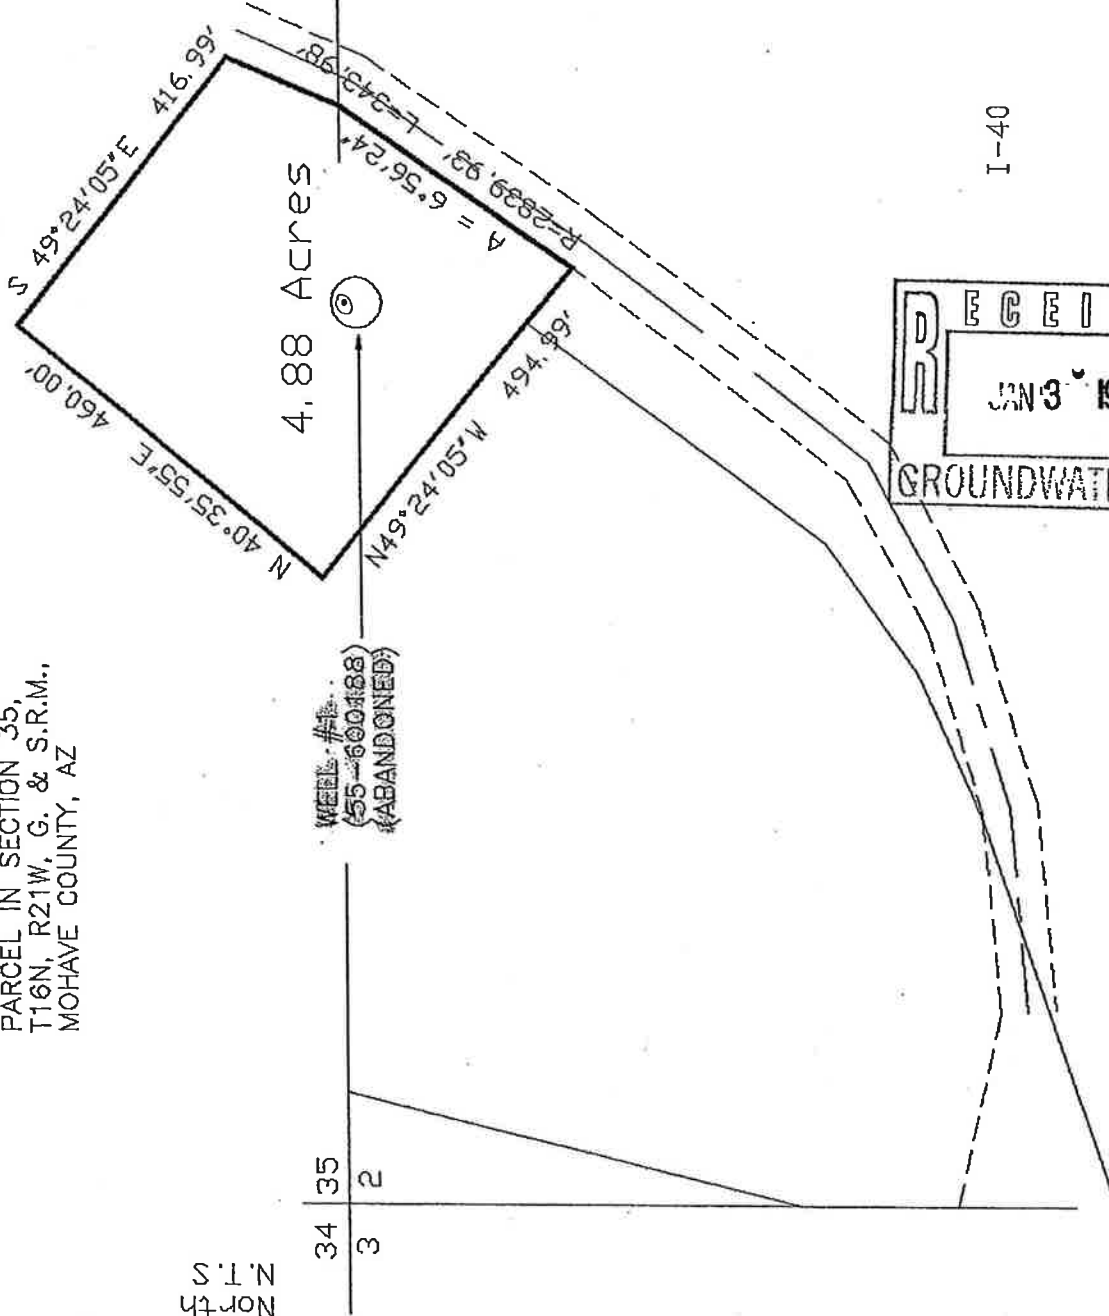 PARCEL IN SECTION 35,
T16N, R21W, G. & S.R.M.,
MOHAVE COUNTY, AZ
S 49°24'05"E 416.99'
N 40°35'55"E 460.00'
4.88 Acres
A = 6°56'24"
R=2839.93' L=343.98'
N49°24'05"W 494.99'
WELL #1
(55-600188)
(ABANDONED)
I-40
RECEI
JAN 3
GROUNDWATE
34 35
3 2
North
N.T.S